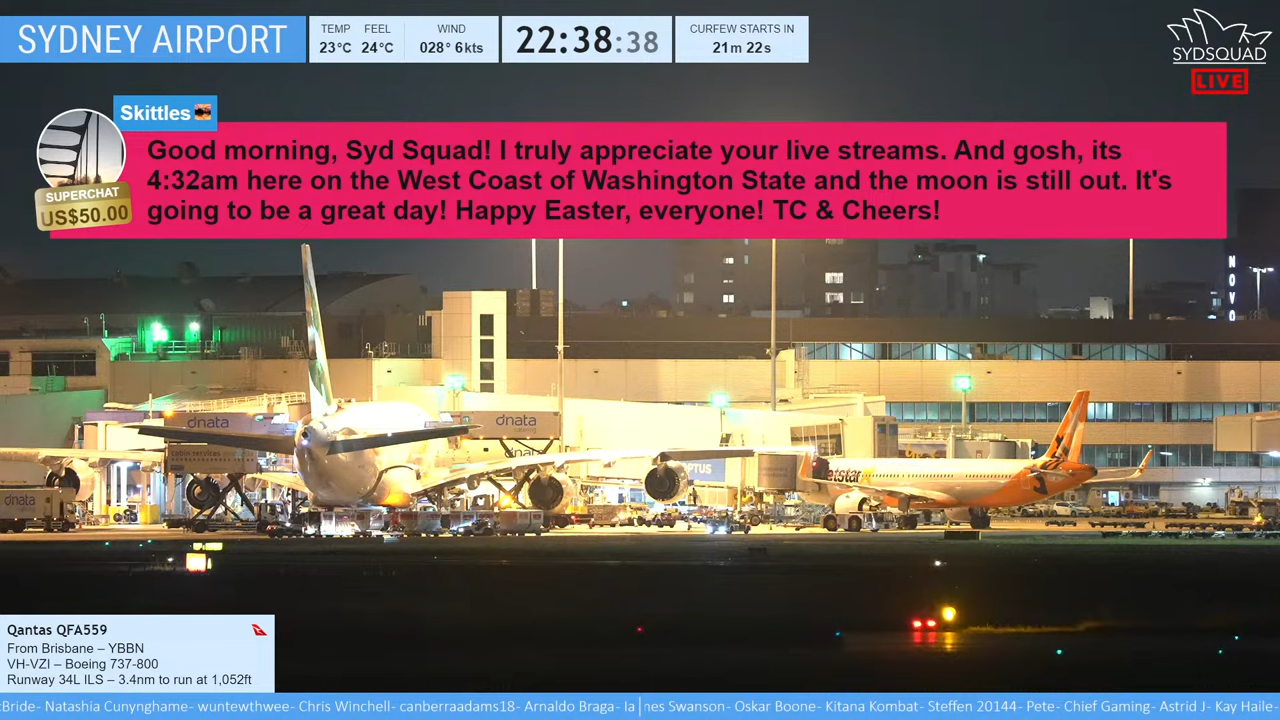 SYDNEY AIRPORT
TEMP FEEL WIND
23°C 24°C 028° 6kts
22:38:38
CURFEW STARTS IN
21m 22s
SYDSQUAD
LIVE
Skittles
SUPERCHAT
US$50.00
Good morning, Syd Squad! I truly appreciate your live streams. And gosh, its
4:32am here on the West Coast of Washington State and the moon is still out. It's
going to be a great day! Happy Easter, everyone! TC & Cheers!
NOVO
dnata
dnata
catering
cabin services
OPTUS
etstar
dnata
Qantas QFA559
From Brisbane – YBBN
VH-VZI – Boeing 737-800
Runway 34L ILS – 3.4nm to run at 1,052ft
Bride- Natashia Cunynghame- wuntewthwee- Chris Winchell- canberraadams18- Arnaldo Braga- Ia nes Swanson- Oskar Boone- Kitana Kombat- Steffen 20144- Pete- Chief Gaming- Astrid J- Kay Haile-